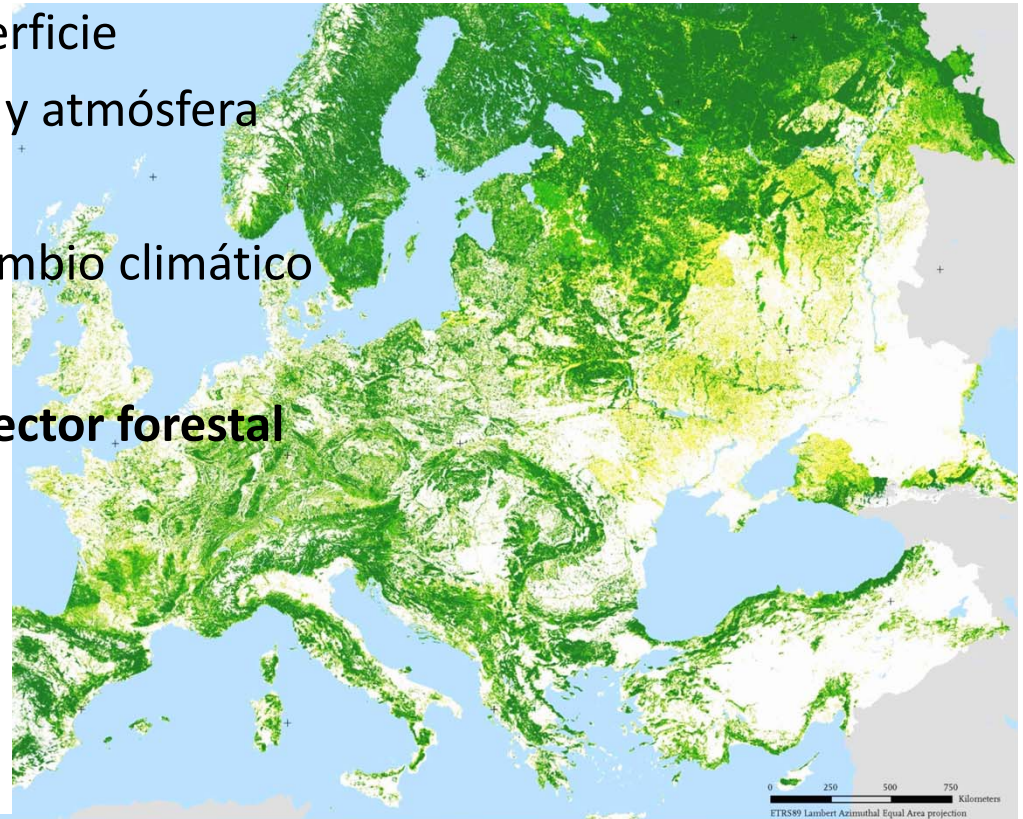 erficie
y atmósfera
mbio climático
ector forestal
0 250 500 750
Kilometers
ETRS89 Lambert Azimuthal Equal Area projection